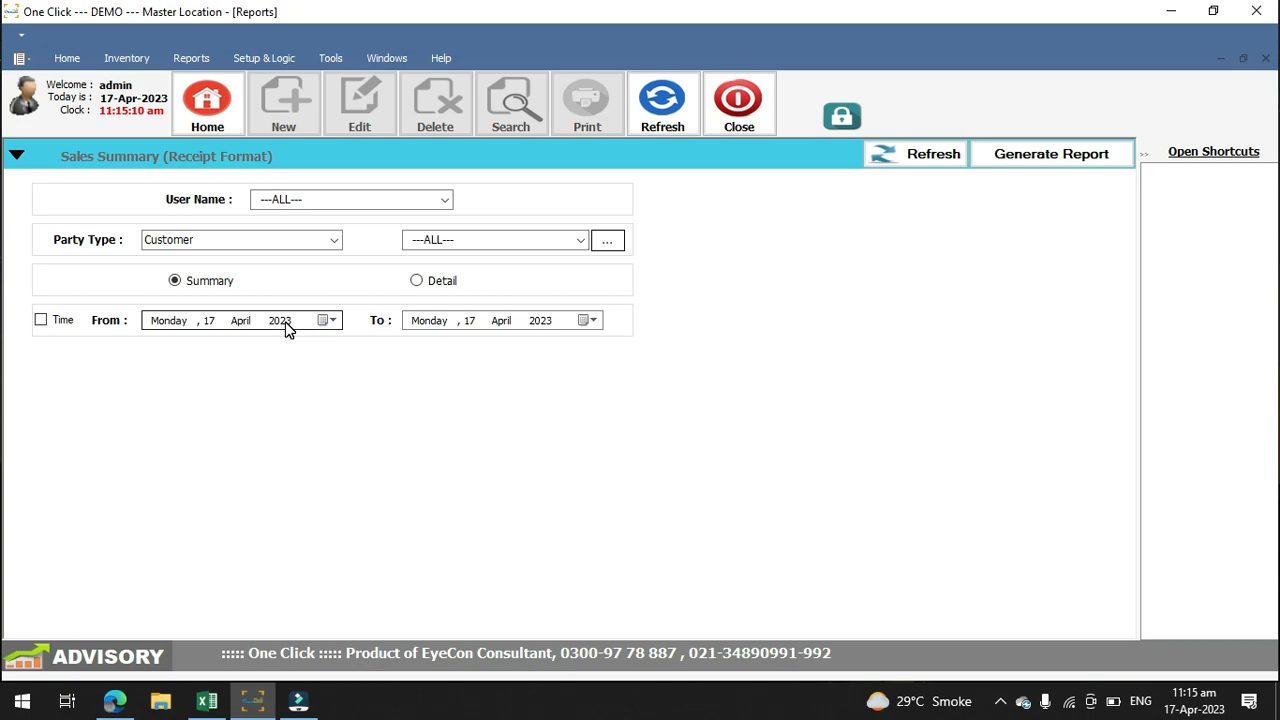 One Click --- DEMO --- Master Location - [Reports]
Home Inventory Reports Setup & Logic Tools Windows Help
Welcome : admin
Today is : 17-Apr-2023
Clock : 11:15:10 am
Home New Edit Delete Search Print Refresh Close
Sales Summary (Receipt Format) Refresh Generate Report >> Open Shortcuts
User Name : ---ALL---
Party Type : Customer ---ALL--- ...
Summary Detail
Time From : Monday , 17 April 2023 To : Monday , 17 April 2023
ADVISORY ::::: One Click ::::: Product of EyeCon Consultant, 0300-97 78 887 , 021-34890991-992
29°C Smoke ENG 11:15 am
17-Apr-2023